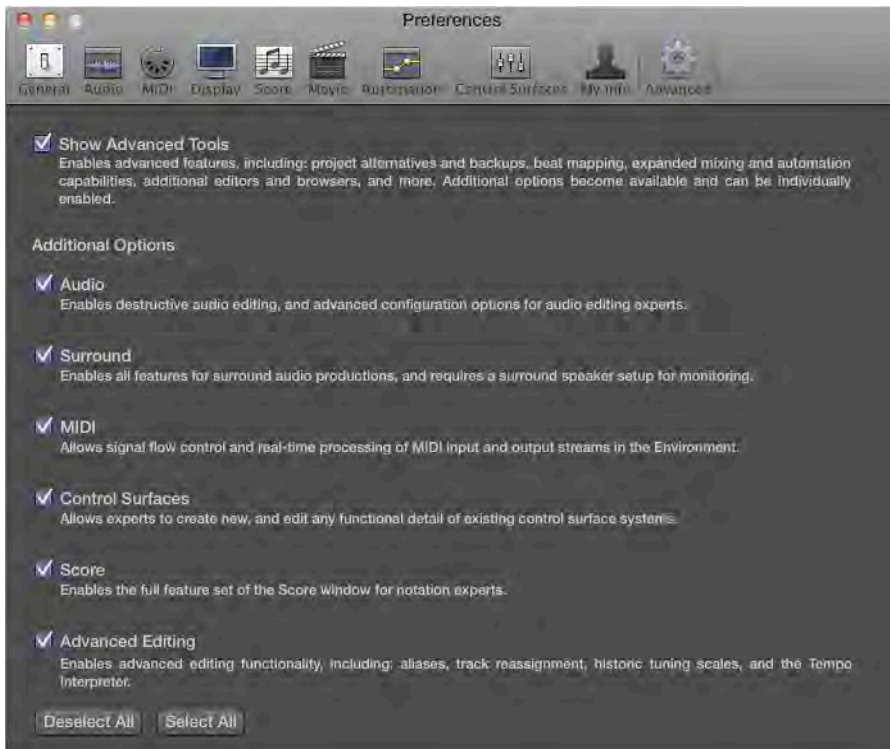 Preferences
General Audio MIDI Display Score Movie Automation Control Surfaces My Info Advanced
Show Advanced Tools
Enables advanced features, including: project alternatives and backups, beat mapping, expanded mixing and automation
capabilities, additional editors and browsers, and more. Additional options become available and can be individually
enabled.
Additional Options
Audio
Enables destructive audio editing, and advanced configuration options for audio editing experts.
Surround
Enables all features for surround audio productions, and requires a surround speaker setup for monitoring.
MIDI
Allows signal flow control and real-time processing of MIDI input and output streams in the Environment.
Control Surfaces
Allows experts to create new, and edit any functional detail of existing control surface systems.
Score
Enables the full feature set of the Score window for notation experts.
Advanced Editing
Enables advanced editing functionality, including: aliases, track reassignment, historic tuning scales, and the Tempo
Interpreter.
Deselect All Select All